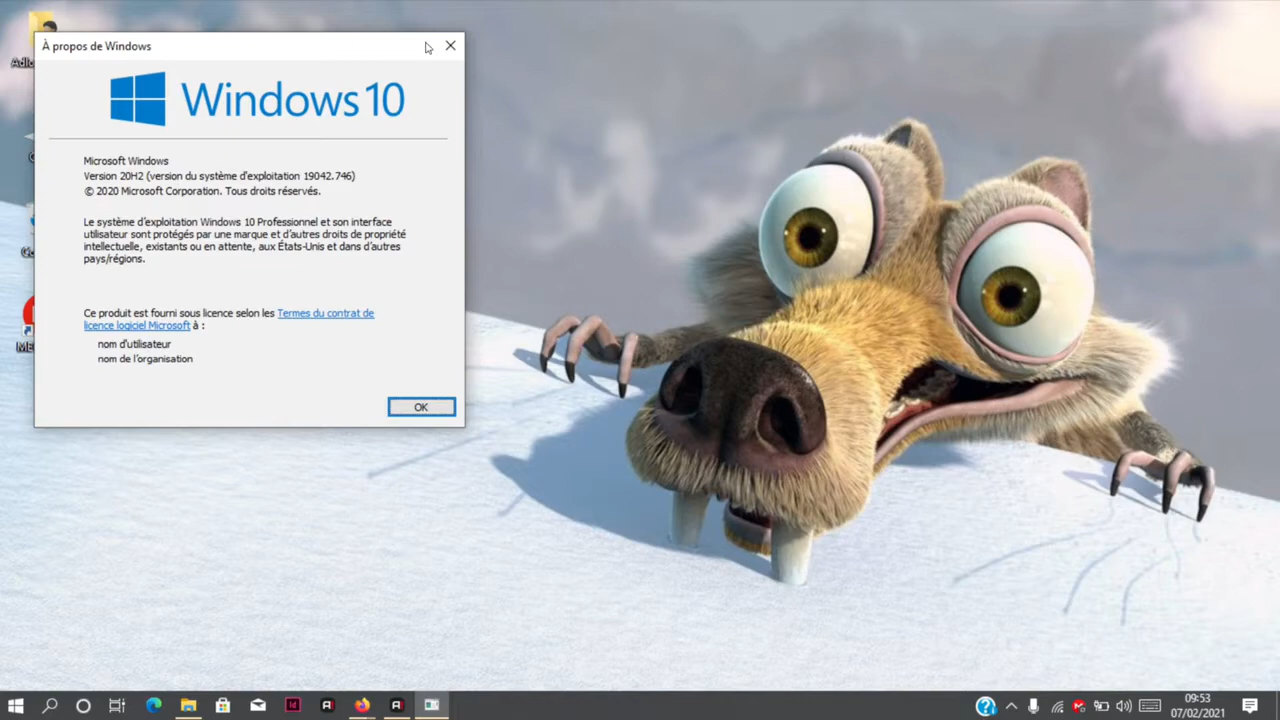 Adlo
À propos de Windows
Windows 10
Microsoft Windows
Version 20H2 (version du système d'exploitation 19042.746)
© 2020 Microsoft Corporation. Tous droits réservés.
Le système d'exploitation Windows 10 Professionnel et son interface
utilisateur sont protégés par une marque et d'autres droits de propriété
intellectuelle, existants ou en attente, aux États-Unis et dans d'autres
pays/régions.
Ce produit est fourni sous licence selon les Termes du contrat de
licence logiciel Microsoft à :
nom d'utilisateur
nom de l'organisation
OK
Id
09:53
07/02/2021